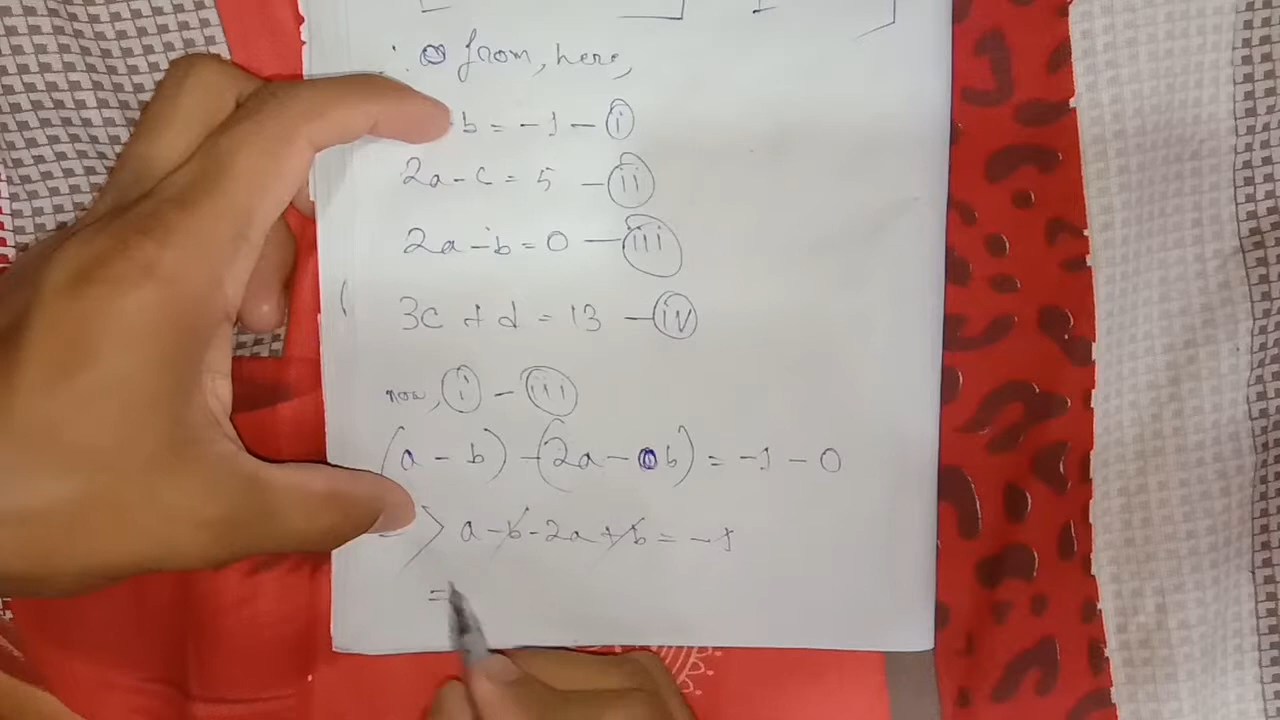 ∴ from, here,
b = -1 - (i)
2a - c = 5 - (ii)
2a - b = 0 - (iii)
3c + d = 13 - (iv)
now, (i) - (iii)
(a - b) - (2a - b) = -1 - 0
=> a - b - 2a + b = -1
=